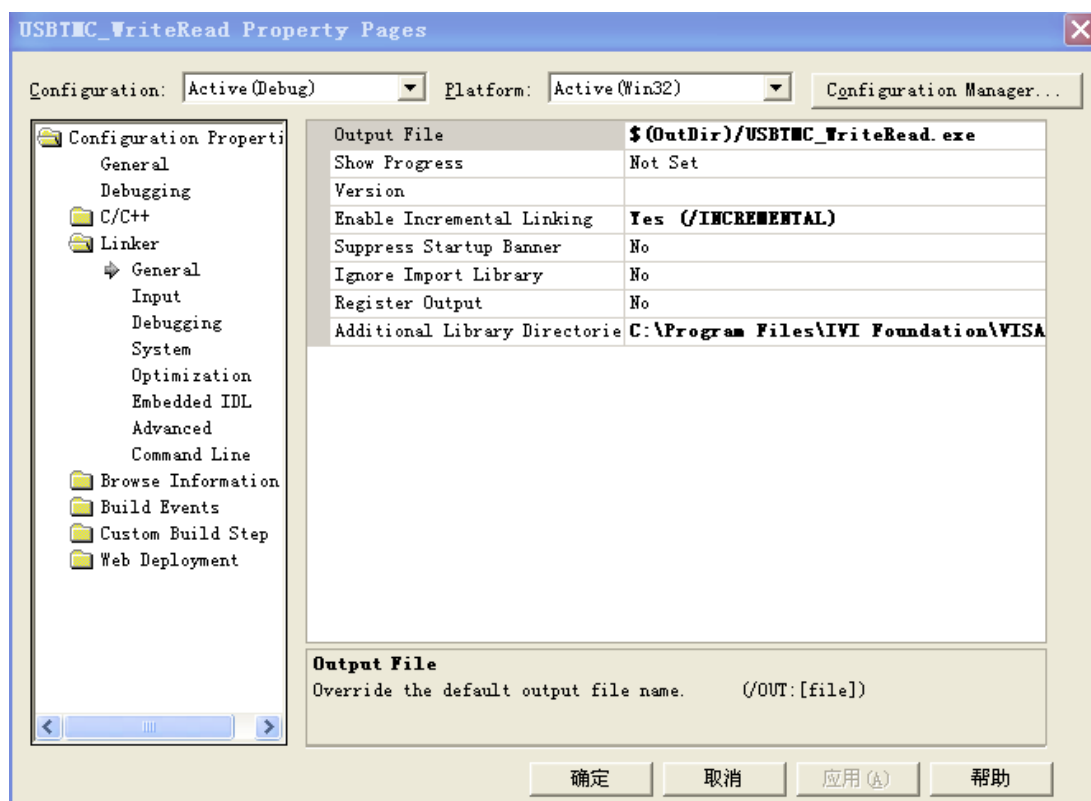 USBTMC_WriteRead Property Pages
Configuration: Active(Debug) Platform: Active(Win32) Configuration Manager...
Configuration Properti
General
Debugging
C/C++
Linker
General
Input
Debugging
System
Optimization
Embedded IDL
Advanced
Command Line
Browse Information
Build Events
Custom Build Step
Web Deployment
Output File $(OutDir)/USBTMC_WriteRead.exe
Show Progress Not Set
Version
Enable Incremental Linking Yes (/INCREMENTAL)
Suppress Startup Banner No
Ignore Import Library No
Register Output No
Additional Library Directorie C:\Program Files\IVI Foundation\VISA
Output File
Override the default output file name. (/OUT:[file])
确定 取消 应用(A) 帮助